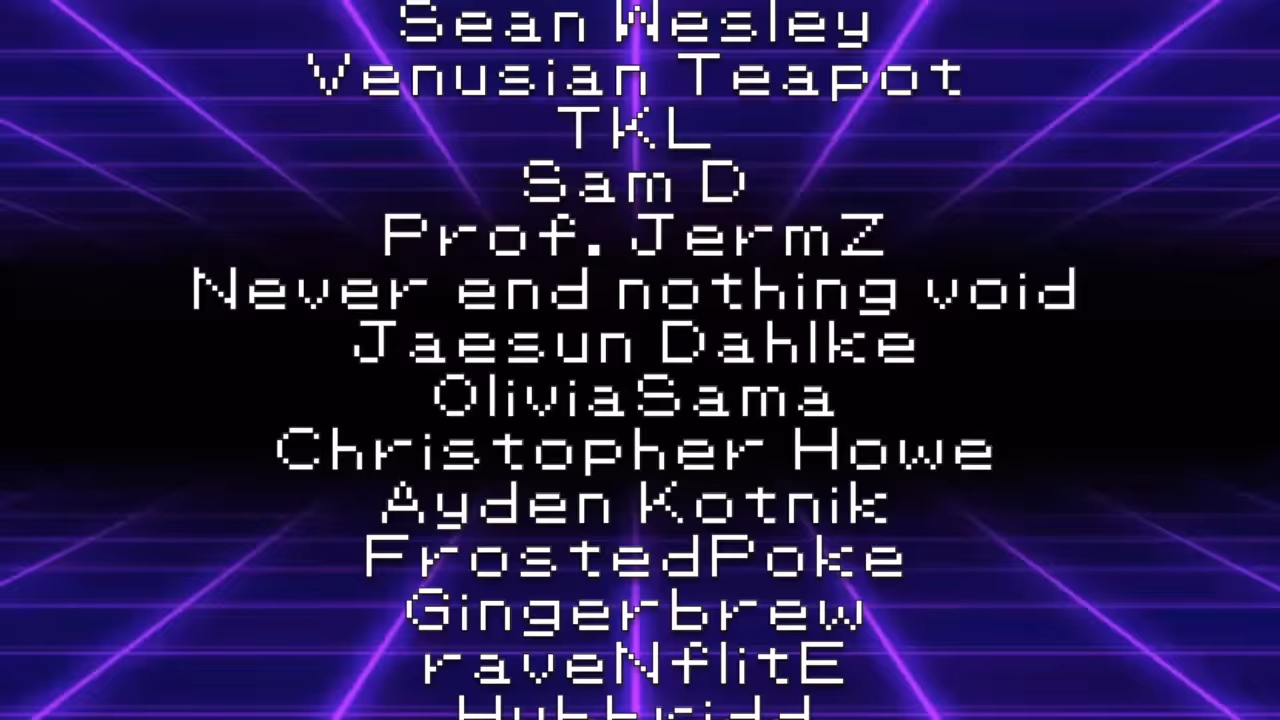 Sean Wesley
Venusian Teapot
TKL
Sam D
Prof. JermZ
Never end nothing void
Jaesun Dahlke
OliviaSama
Christopher Howe
Ayden Kotnik
FrostedPoke
Gingerbrew
raveNflitE